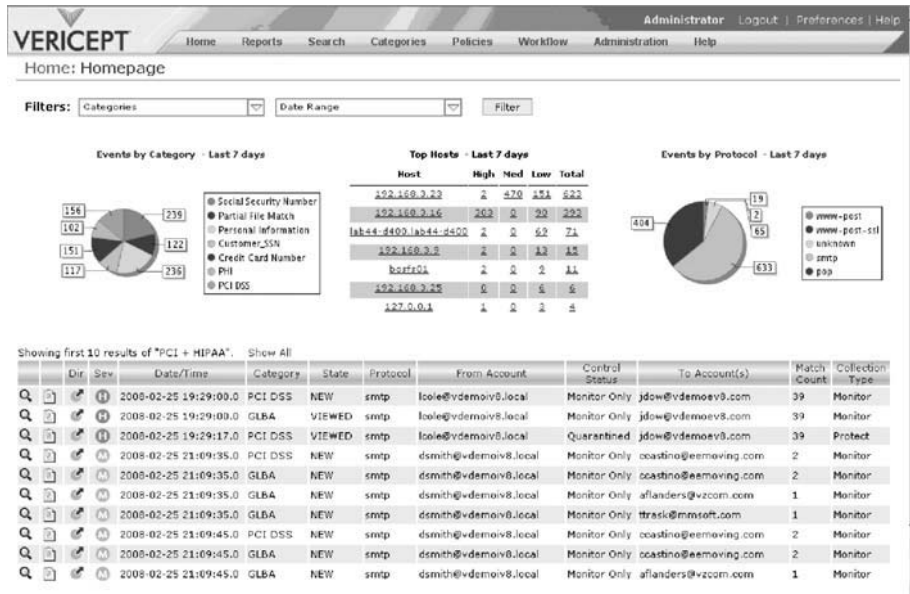 Administrator Logout | Preferences | Help
VERICEPT
Home Reports Search Categories Policies Workflow Administration Help
Home: Homepage
Filters: Categories Date Range Filter
Events by Category - Last 7 days
156
102
151
117
239
122
236
Social Security Number
Partial File Match
Personal Information
Customer_SSN
Credit Card Number
PHI
PCI DSS
Top Hosts - Last 7 days
Host High Med Low Total
192.168.0.23 2 470 151 623
192.168.0.16 303 0 90 393
lab44-d400.lab44-d400 2 0 69 71
192.168.0.9 2 0 13 15
2 0 9 11
192.168.0.25 0 0 6 6
127.0.0.1 1 0 3 4
Events by Protocol - Last 7 days
404
19
2
65
633
www-post
www-post-ssl
unknown
smtp
pop
Showing first 10 results of "PCI + HIPAA". Show All
Dir Sev Date/Time Category State Protocol From Account Control Status To Account(s) Match Count Collection Type
H 2008-02-25 19:29:00.0 PCI DSS NEW smtp lcole@vdemoiv8.local Monitor Only jdow@vdemoev8.com 39 Monitor
H 2008-02-25 19:29:00.0 GLBA VIEWED smtp lcole@vdemoiv8.local Monitor Only jdow@vdemoev8.com 39 Monitor
H 2008-02-25 19:29:17.0 PCI DSS VIEWED smtp lcole@vdemoiv8.local Quarantined jdow@vdemoev8.com 39 Protect
M 2008-02-25 21:09:35.0 PCI DSS NEW smtp dsmith@vdemoiv8.local Monitor Only ccastino@eemoving.com 2 Monitor
M 2008-02-25 21:09:35.0 GLBA NEW smtp dsmith@vdemoiv8.local Monitor Only ccastino@eemoving.com 2 Monitor
M 2008-02-25 21:09:35.0 GLBA NEW smtp dsmith@vdemoiv8.local Monitor Only aflanders@vzcom.com 1 Monitor
M 2008-02-25 21:09:35.0 GLBA NEW smtp dsmith@vdemoiv8.local Monitor Only ttrask@mmsoft.com 1 Monitor
M 2008-02-25 21:09:45.0 PCI DSS NEW smtp dsmith@vdemoiv8.local Monitor Only ccastino@eemoving.com 2 Monitor
M 2008-02-25 21:09:45.0 GLBA NEW smtp dsmith@vdemoiv8.local Monitor Only ccastino@eemoving.com 2 Monitor
M 2008-02-25 21:09:45.0 GLBA NEW smtp dsmith@vdemoiv8.local Monitor Only aflanders@vzcom.com 1 Monitor